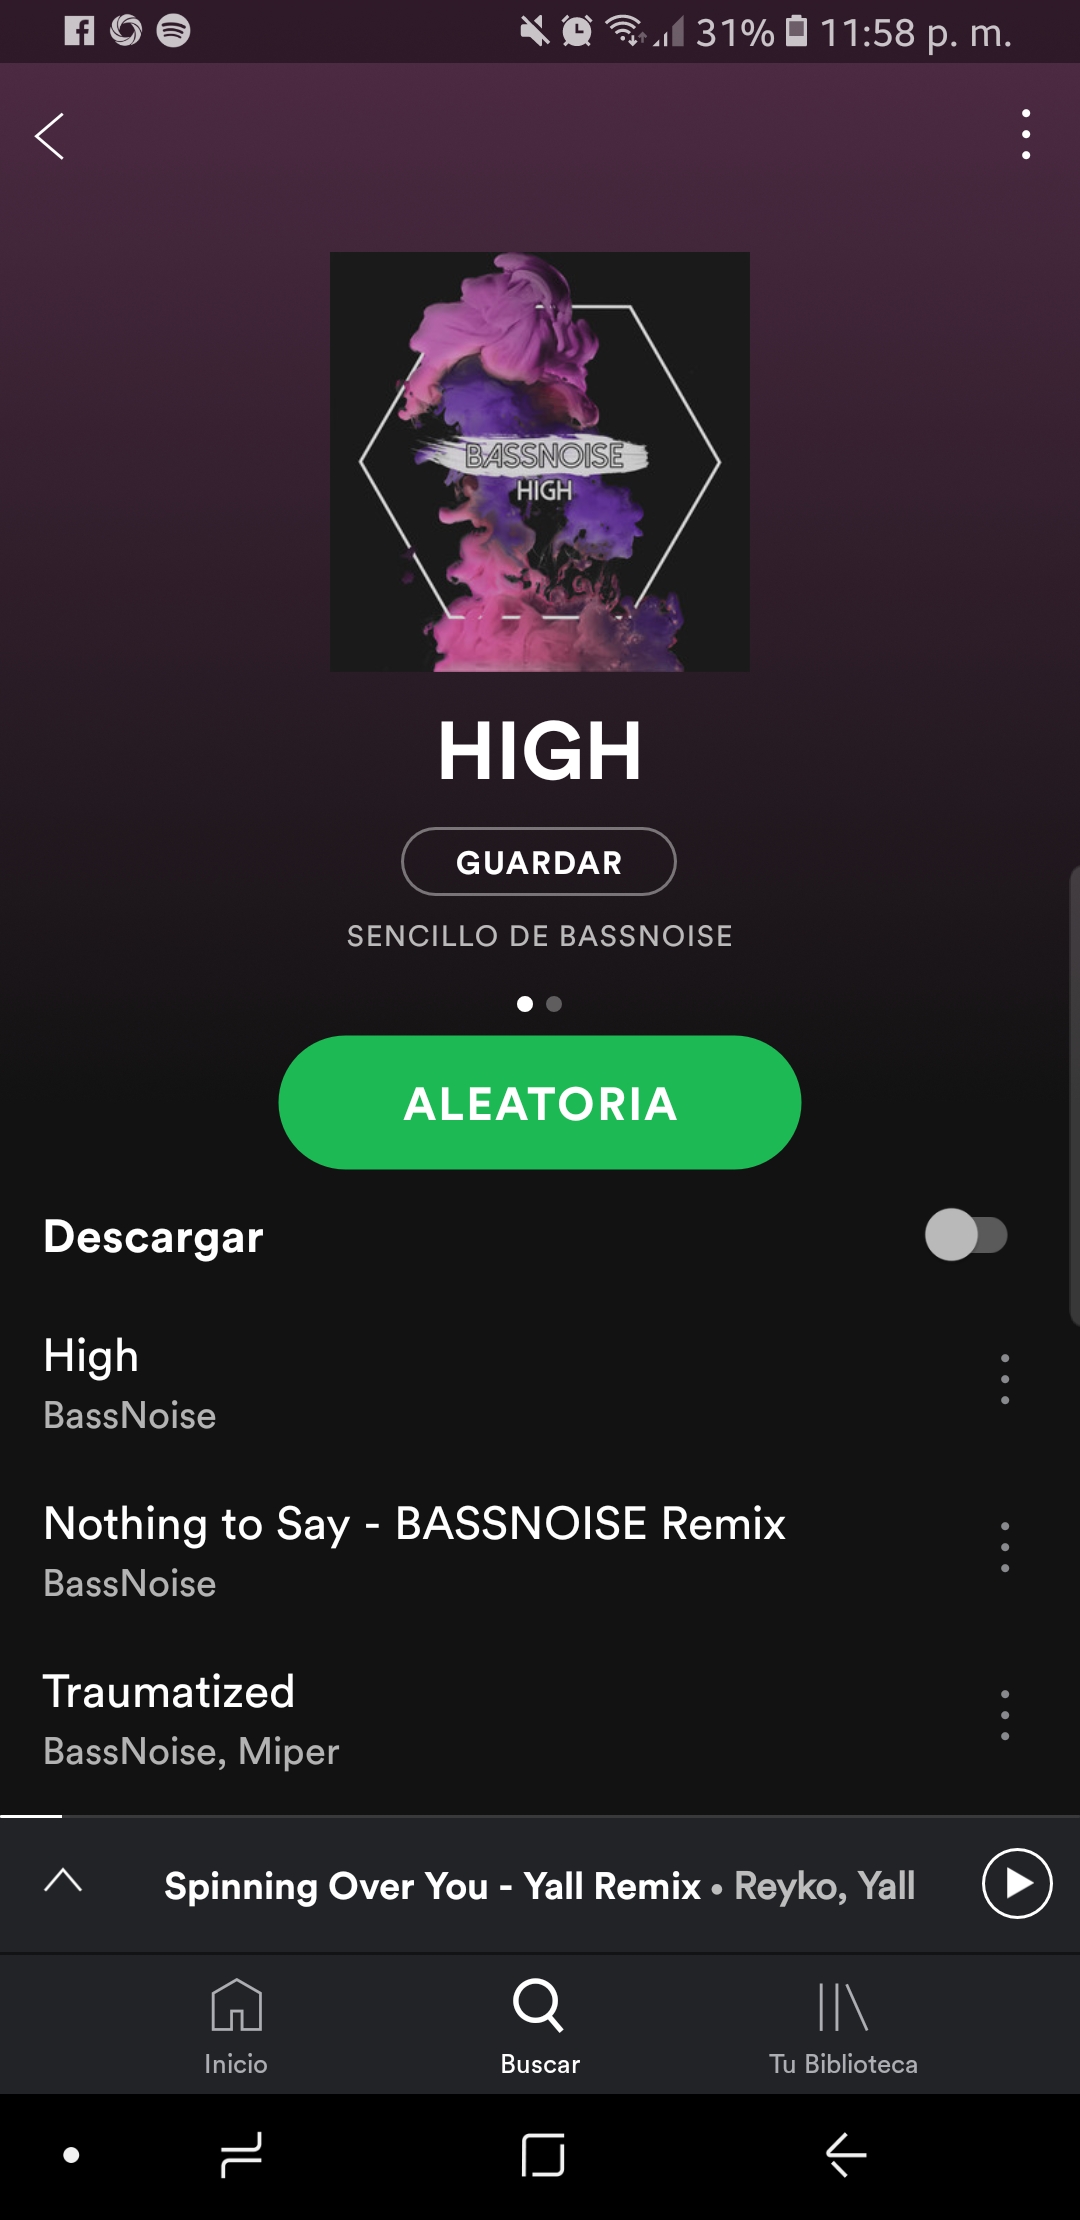 31% 11:58 p. m.
BASSNOISE
HIGH
HIGH
GUARDAR
SENCILLO DE BASSNOISE
ALEATORIA
Descargar
High
BassNoise
Nothing to Say - BASSNOISE Remix
BassNoise
Traumatized
BassNoise, Miper
Spinning Over You - Yall Remix • Reyko, Yall
Inicio Buscar Tu Biblioteca